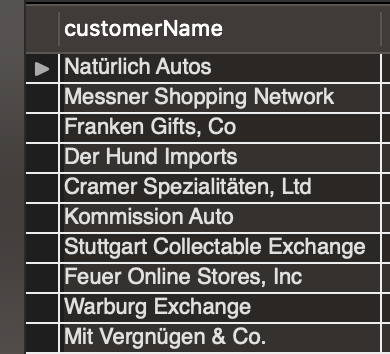 customerName
Natürlich Autos
Messner Shopping Network
Franken Gifts, Co
Der Hund Imports
Cramer Spezialitäten, Ltd
Kommission Auto
Stuttgart Collectable Exchange
Feuer Online Stores, Inc
Warburg Exchange
Mit Vergnügen & Co.